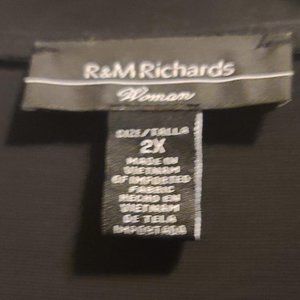 R&M Richards
Woman
SIZE/TALLA
2X
MADE IN
VIETNAM
OF IMPORTED
FABRIC
HECHO EN
VIETNAM
DE TELA
IMPORTADA